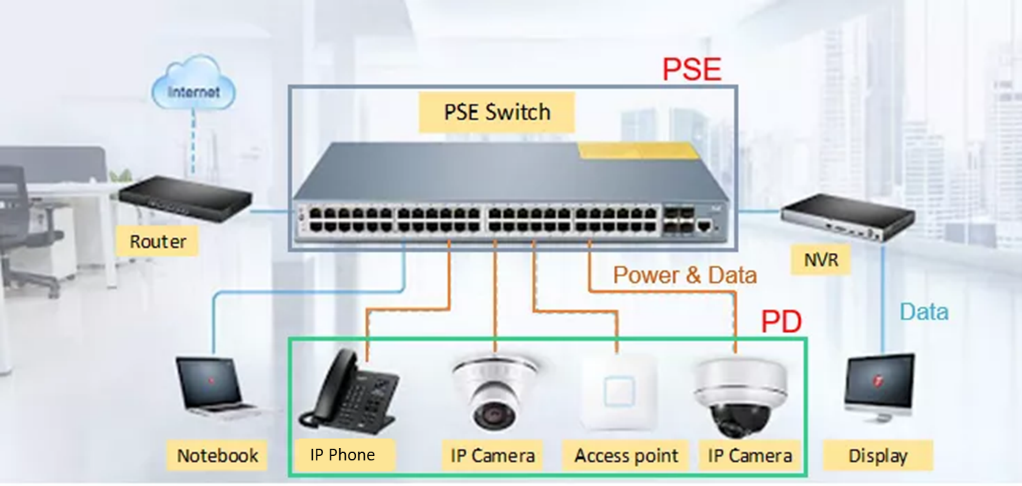 PSE
Internet
PSE Switch
Router
NVR
Power & Data
Data
PD
Notebook
IP Phone
IP Camera
Access point
IP Camera
Display